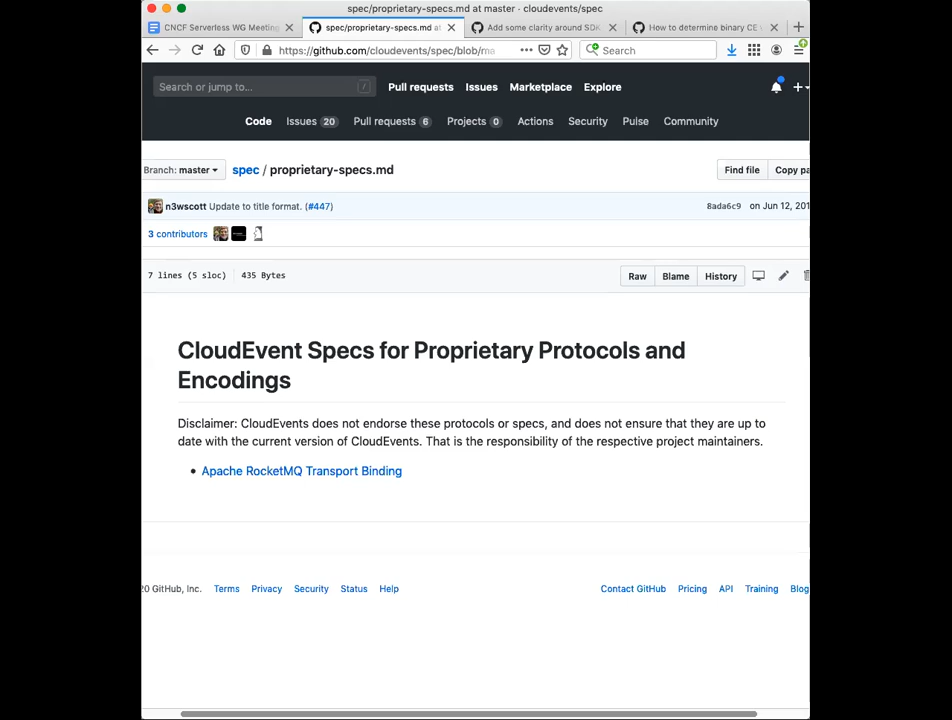 spec/proprietary-specs.md at master · cloudevents/spec
CNCF Serverless WG Meeting
spec/proprietary-specs.md at
Add some clarity around SDK
How to determine binary CE
https://github.com/cloudevents/spec/blob/ma
Search
Search or jump to...
/
Pull requests
Issues
Marketplace
Explore
Code
Issues 20
Pull requests 6
Projects 0
Actions
Security
Pulse
Community
Branch: master
spec / proprietary-specs.md
Find file
Copy pa
n3wscott Update to title format. (#447)
8ada6c9 on Jun 12, 201
3 contributors
7 lines (5 sloc) 435 Bytes
Raw
Blame
History
CloudEvent Specs for Proprietary Protocols and
Encodings
Disclaimer: CloudEvents does not endorse these protocols or specs, and does not ensure that they are up to
date with the current version of CloudEvents. That is the responsibility of the respective project maintainers.
• Apache RocketMQ Transport Binding
20 GitHub, Inc.
Terms
Privacy
Security
Status
Help
Contact GitHub
Pricing
API
Training
Blog